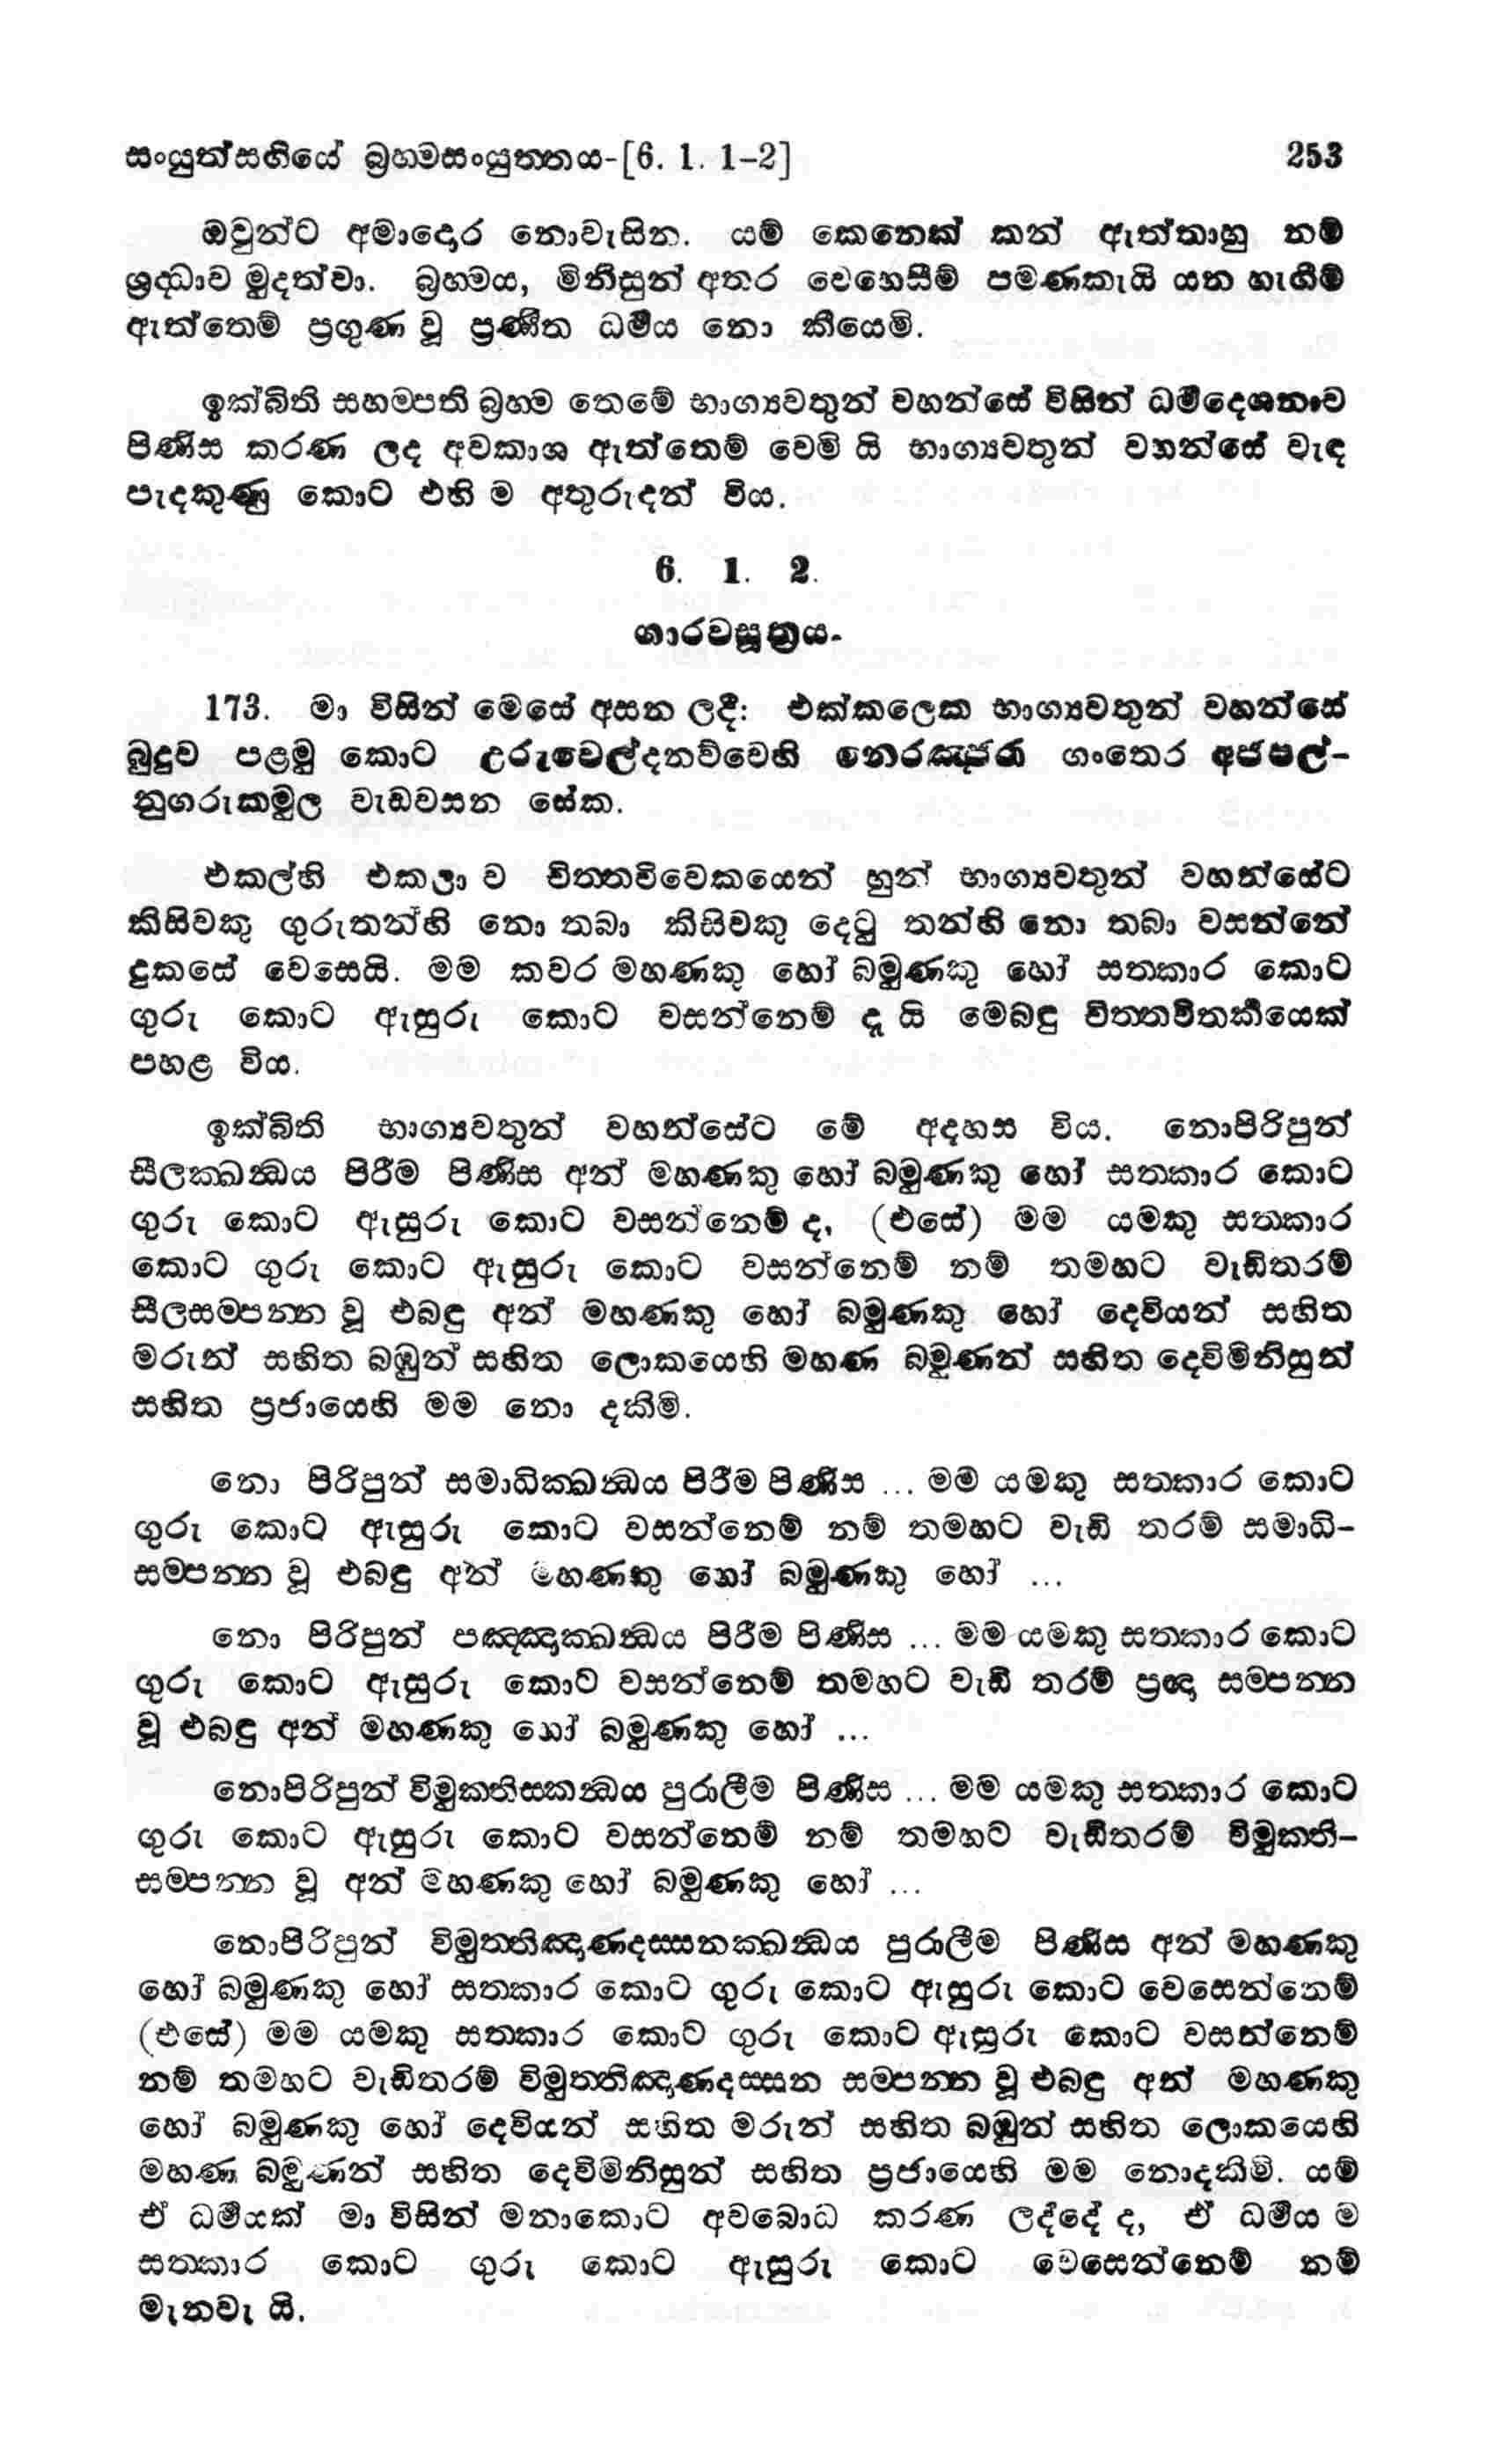 සංයුත්සඟියේ බ්‍රහ්මසංයුත්තය-[6. 1. 1-2] 253
ඔවුන්ට අමාදොර නොවැසින. යම් කෙනෙක් කන් ඇත්තාහු නම්
ශ්‍රද්ධාව මුදත්වා. බ්‍රහ්මය, මිනිසුන් අතර වෙහෙසීම් පමණකැයි යන හැඟීම්
ඇත්තෙම් ප්‍රගුණ වූ ප්‍රණීත ධර්මය නො කීයෙමි.
ඉක්බිති සහම්පති බ්‍රහ්ම තෙමේ භාග්‍යවතුන් වහන්සේ විසින් ධර්මදේශනාව
පිණිස කරණ ලද අවකාශ ඇත්තෙම් වෙමි යි භාග්‍යවතුන් වහන්සේ වැඳ
පැදකුණු කොට එහි ම අතුරුදන් විය.
6. 1. 2.
ගාරවසූත්‍රය.
173. මා විසින් මෙසේ අසන ලදී: එක්කලෙක භාග්‍යවතුන් වහන්සේ
බුදුව පළමු කොට උරුවෙල්දනව්වෙහි නේරඤ්ජරා ගංතෙර අජපල්-
නුගරුකමුල වැඩවසන සේක.
එකල්හි එකලා ව චිත්තවිවේකයෙන් හුන් භාග්‍යවතුන් වහන්සේට
කිසිවකු ගුරුතන්හි නො තබා කිසිවකු දෙටු තන්හි නො තබා වසන්නේ
දුකසේ වෙසෙයි. මම කවර මහණකු හෝ බමුණකු හෝ සත්කාර කොට
ගුරු කොට ඇසුරු කොට වසන්නෙම් දැ යි මෙබඳු චිත්තවිතර්කයෙක්
පහළ විය.
ඉක්බිති භාග්‍යවතුන් වහන්සේට මේ අදහස විය. නොපිරිපුන්
සීලක්ඛන්ධය පිරීම පිණිස අන් මහණකු හෝ බමුණකු හෝ සත්කාර කොට
ගුරු කොට ඇසුරු කොට වසන්නෙම් ද, (එසේ) මම යමකු සත්කාර
කොට ගුරු කොට ඇසුරු කොට වසන්නෙම් නම් තමහට වැඩිතරම්
සීලසම්පන්න වූ එබඳු අන් මහණකු හෝ බමුණකු හෝ දෙවියන් සහිත
මරුන් සහිත බඹුන් සහිත ලොකයෙහි මහණ බමුණන් සහිත දෙවිමිනිසුන්
සහිත ප්‍රජායෙහි මම නො දකිමි.
නො පිරිපුන් සමාධික්ඛන්ධය පිරීම පිණිස ... මම යමකු සත්කාර කොට
ගුරු කොට ඇසුරු කොට වසන්නෙම් නම් තමහට වැඩි තරම් සමාධි-
සම්පන්න වූ එබඳු අන් මහණකු හෝ බමුණකු හෝ ...
නො පිරිපුන් පඤ්ඤාක්ඛන්ධය පිරීම පිණිස ... මම යමකු සත්කාර කොට
ගුරු කොට ඇසුරු කොට වසන්නෙම් තමහට වැඩි තරම් ප්‍රඥා සම්පන්න
වූ එබඳු අන් මහණකු හෝ බමුණකු හෝ ...
නොපිරිපුන් විමුක්තිස්කන්ධය පුරාලීම පිණිස ... මම යමකු සත්කාර කොට
ගුරු කොට ඇසුරු කොට වසන්නෙම් නම් තමහට වැඩිතරම් විමුක්ති-
සම්පන්න වූ අන් මහණකු හෝ බමුණකු හෝ ...
නොපිරිපුන් විමුත්තිඤාණදස්සනක්ඛන්ධය පුරාලීම පිණිස අන් මහණකු
හෝ බමුණකු හෝ සත්කාර කොට ගුරු කොට ඇසුරු කොට වෙසෙන්නෙම්
(එසේ) මම යමකු සත්කාර කොට ගුරු කොට ඇසුරු කොට වසන්නෙම්
නම් තමහට වැඩිතරම් විමුත්තිඤාණදස්සන සම්පන්න වූ එබඳු අන් මහණකු
හෝ බමුණකු හෝ දෙවියන් සහිත මරුන් සහිත බඹුන් සහිත ලොකයෙහි
මහණ බමුණන් සහිත දෙවිමිනිසුන් සහිත ප්‍රජායෙහි මම නොදකිමි. යම්
ඒ ධර්මයක් මා විසින් මනාකොට අවබොධ කරණ ලද්දේ ද, ඒ ධර්මය ම
සත්කාර කොට ගුරු කොට ඇසුරු කොට වෙසෙන්නෙම් නම්
මැනවැ යි.